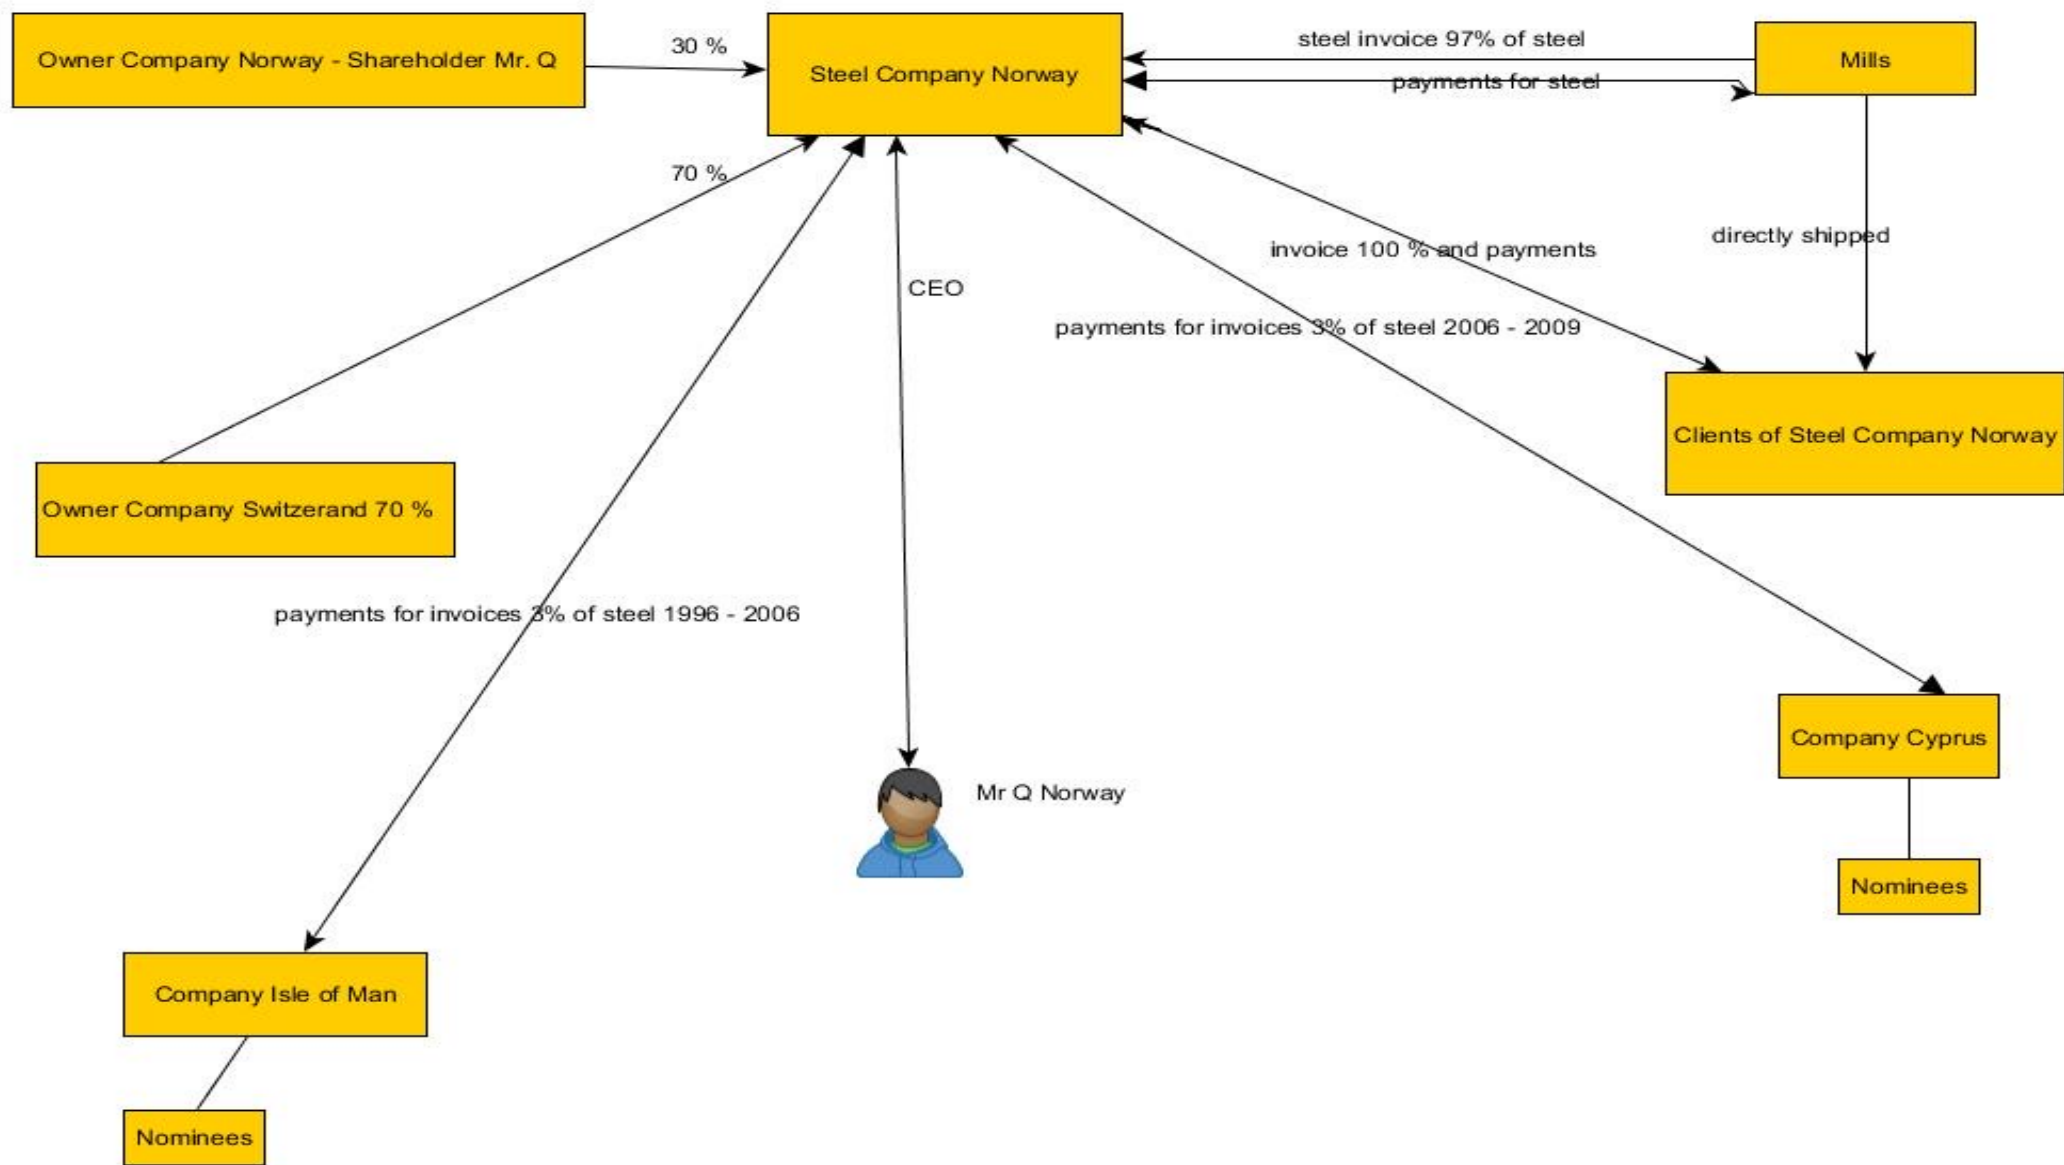 Owner Company Norway - Shareholder Mr. Q
30 %
Steel Company Norway
steel invoice 97% of steel
Mills
payments for steel
70 %
directly shipped
invoice 100 % and payments
CEO
payments for invoices 3% of steel 2006 - 2009
Clients of Steel Company Norway
Owner Company Switzerand 70 %
payments for invoices 3% of steel 1996 - 2006
Company Cyprus
Mr Q Norway
Nominees
Company Isle of Man
Nominees